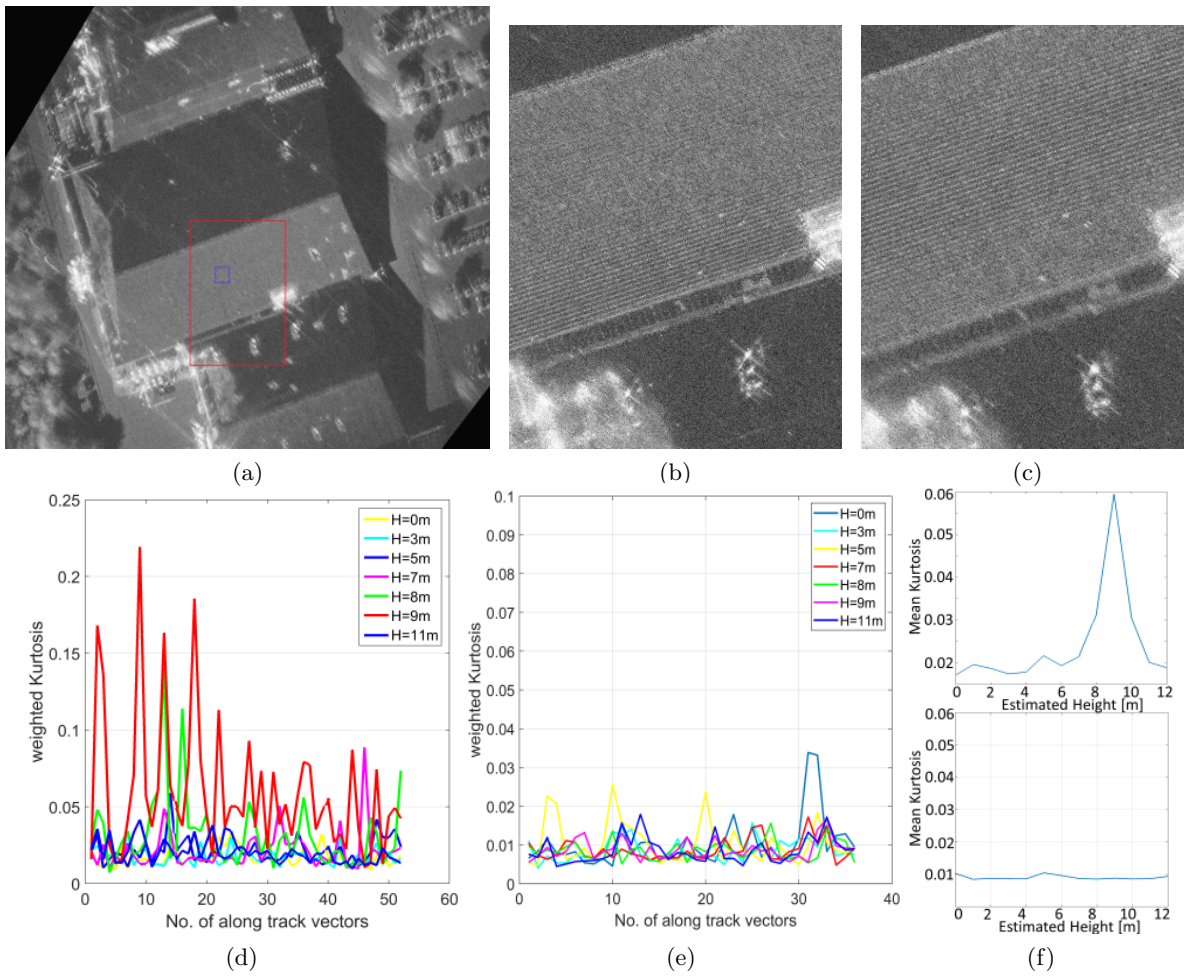 (a)
(b)
(c)
0.25
0.2
0.15
0.1
0.05
0
weighted Kurtosis
H=0m
H=3m
H=5m
H=7m
H=8m
H=9m
H=11m
0 10 20 30 40 50 60
No. of along track vectors
(d)
0.1
0.09
0.08
0.07
0.06
0.05
0.04
0.03
0.02
0.01
0
weighted Kurtosis
H=0m
H=3m
H=5m
H=7m
H=8m
H=9m
H=11m
0 10 20 30 40
No. of along track vectors
(e)
0.06
0.05
0.04
0.03
0.02
Mean Kurtosis
0 2 4 6 8 10 12
Estimated Height [m]
0.06
0.05
0.04
0.03
0.02
0.01
Mean Kurtosis
0 2 4 6 8 10 12
Estimated Height [m]
(f)